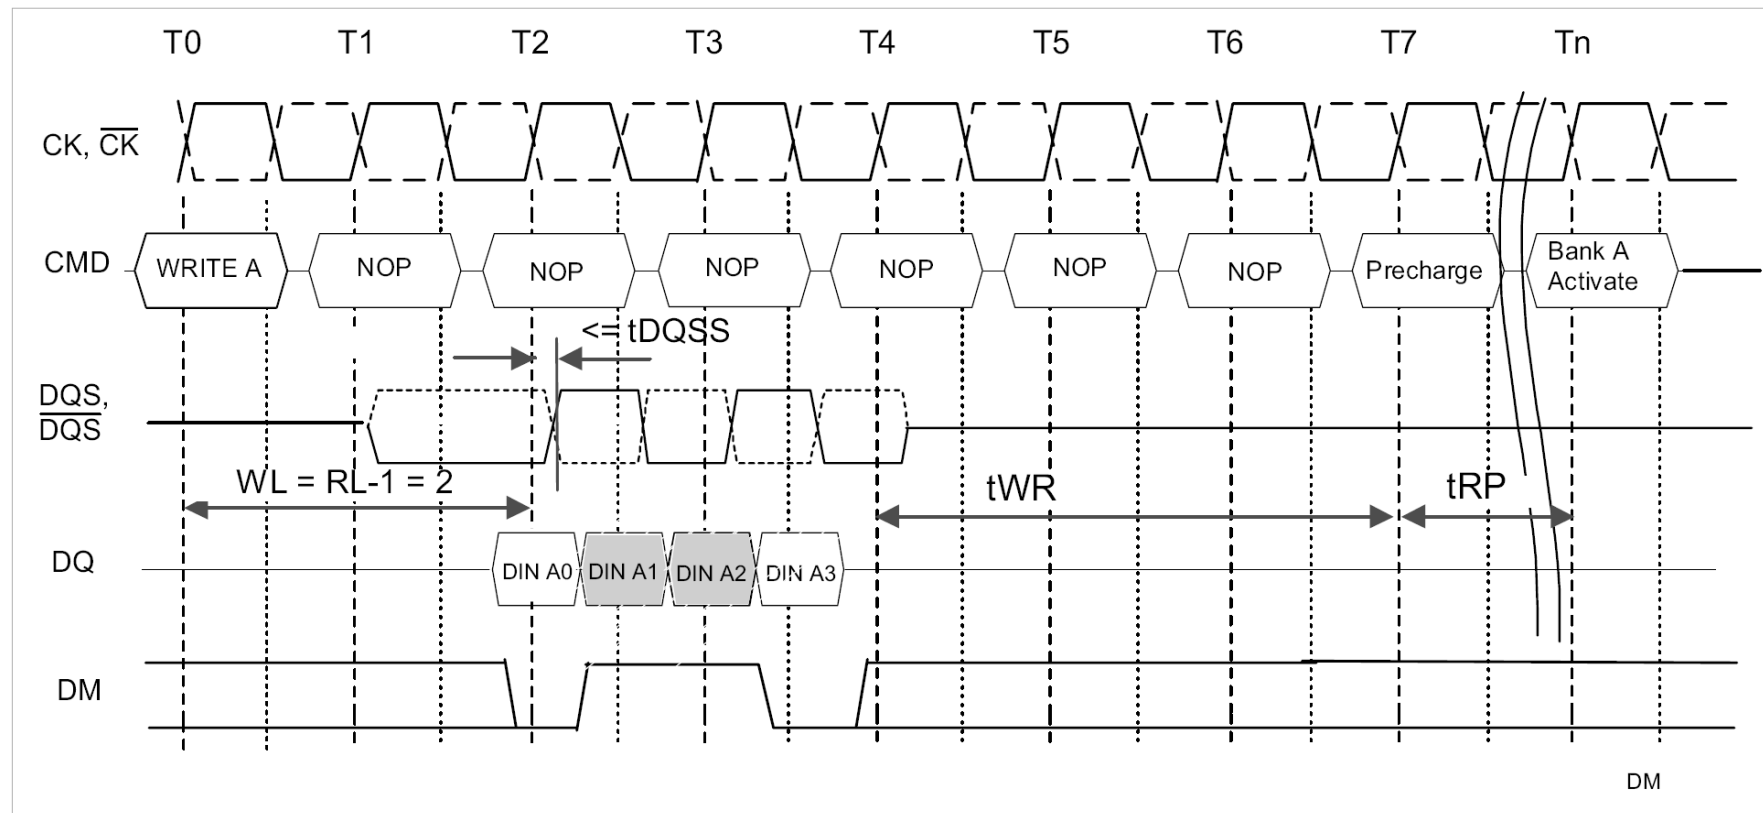 T0 T1 T2 T3 T4 T5 T6 T7 Tn
CK, CK
CMD WRITE A NOP NOP NOP NOP NOP NOP Precharge Bank A
Activate
<= tDQSS
DQS,
DQS
WL = RL-1 = 2 tWR tRP
DQ DIN A0 DIN A1 DIN A2 DIN A3
DM
DM